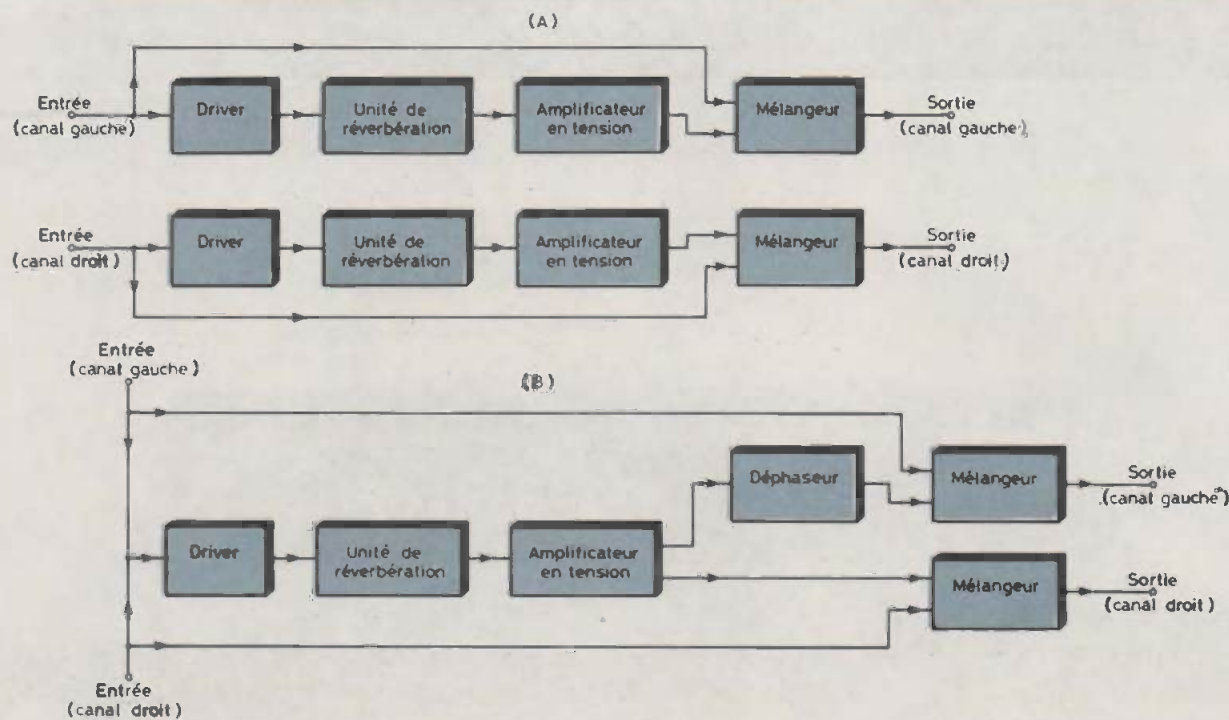 (A)
Entrée
(canal gauche)
Driver
Unité de
réverbération
Amplificateur
en tension
Mélangeur
Sortie
(canal gauche)
Entrée
(canal droit)
Driver
Unité de
réverbération
Amplificateur
en tension
Mélangeur
Sortie
(canal droit)
Entrée
(canal gauche)
(B)
Driver
Unité de
réverbération
Amplificateur
en tension
Déphaseur
Mélangeur
Sortie
(canal gauche)
Mélangeur
Sortie
(canal droit)
Entrée
(canal droit)